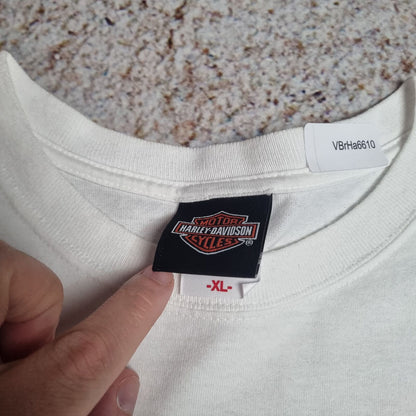 VBrHa6610
MOTOR
HARLEY-DAVIDSON
CYCLES
®
-XL-